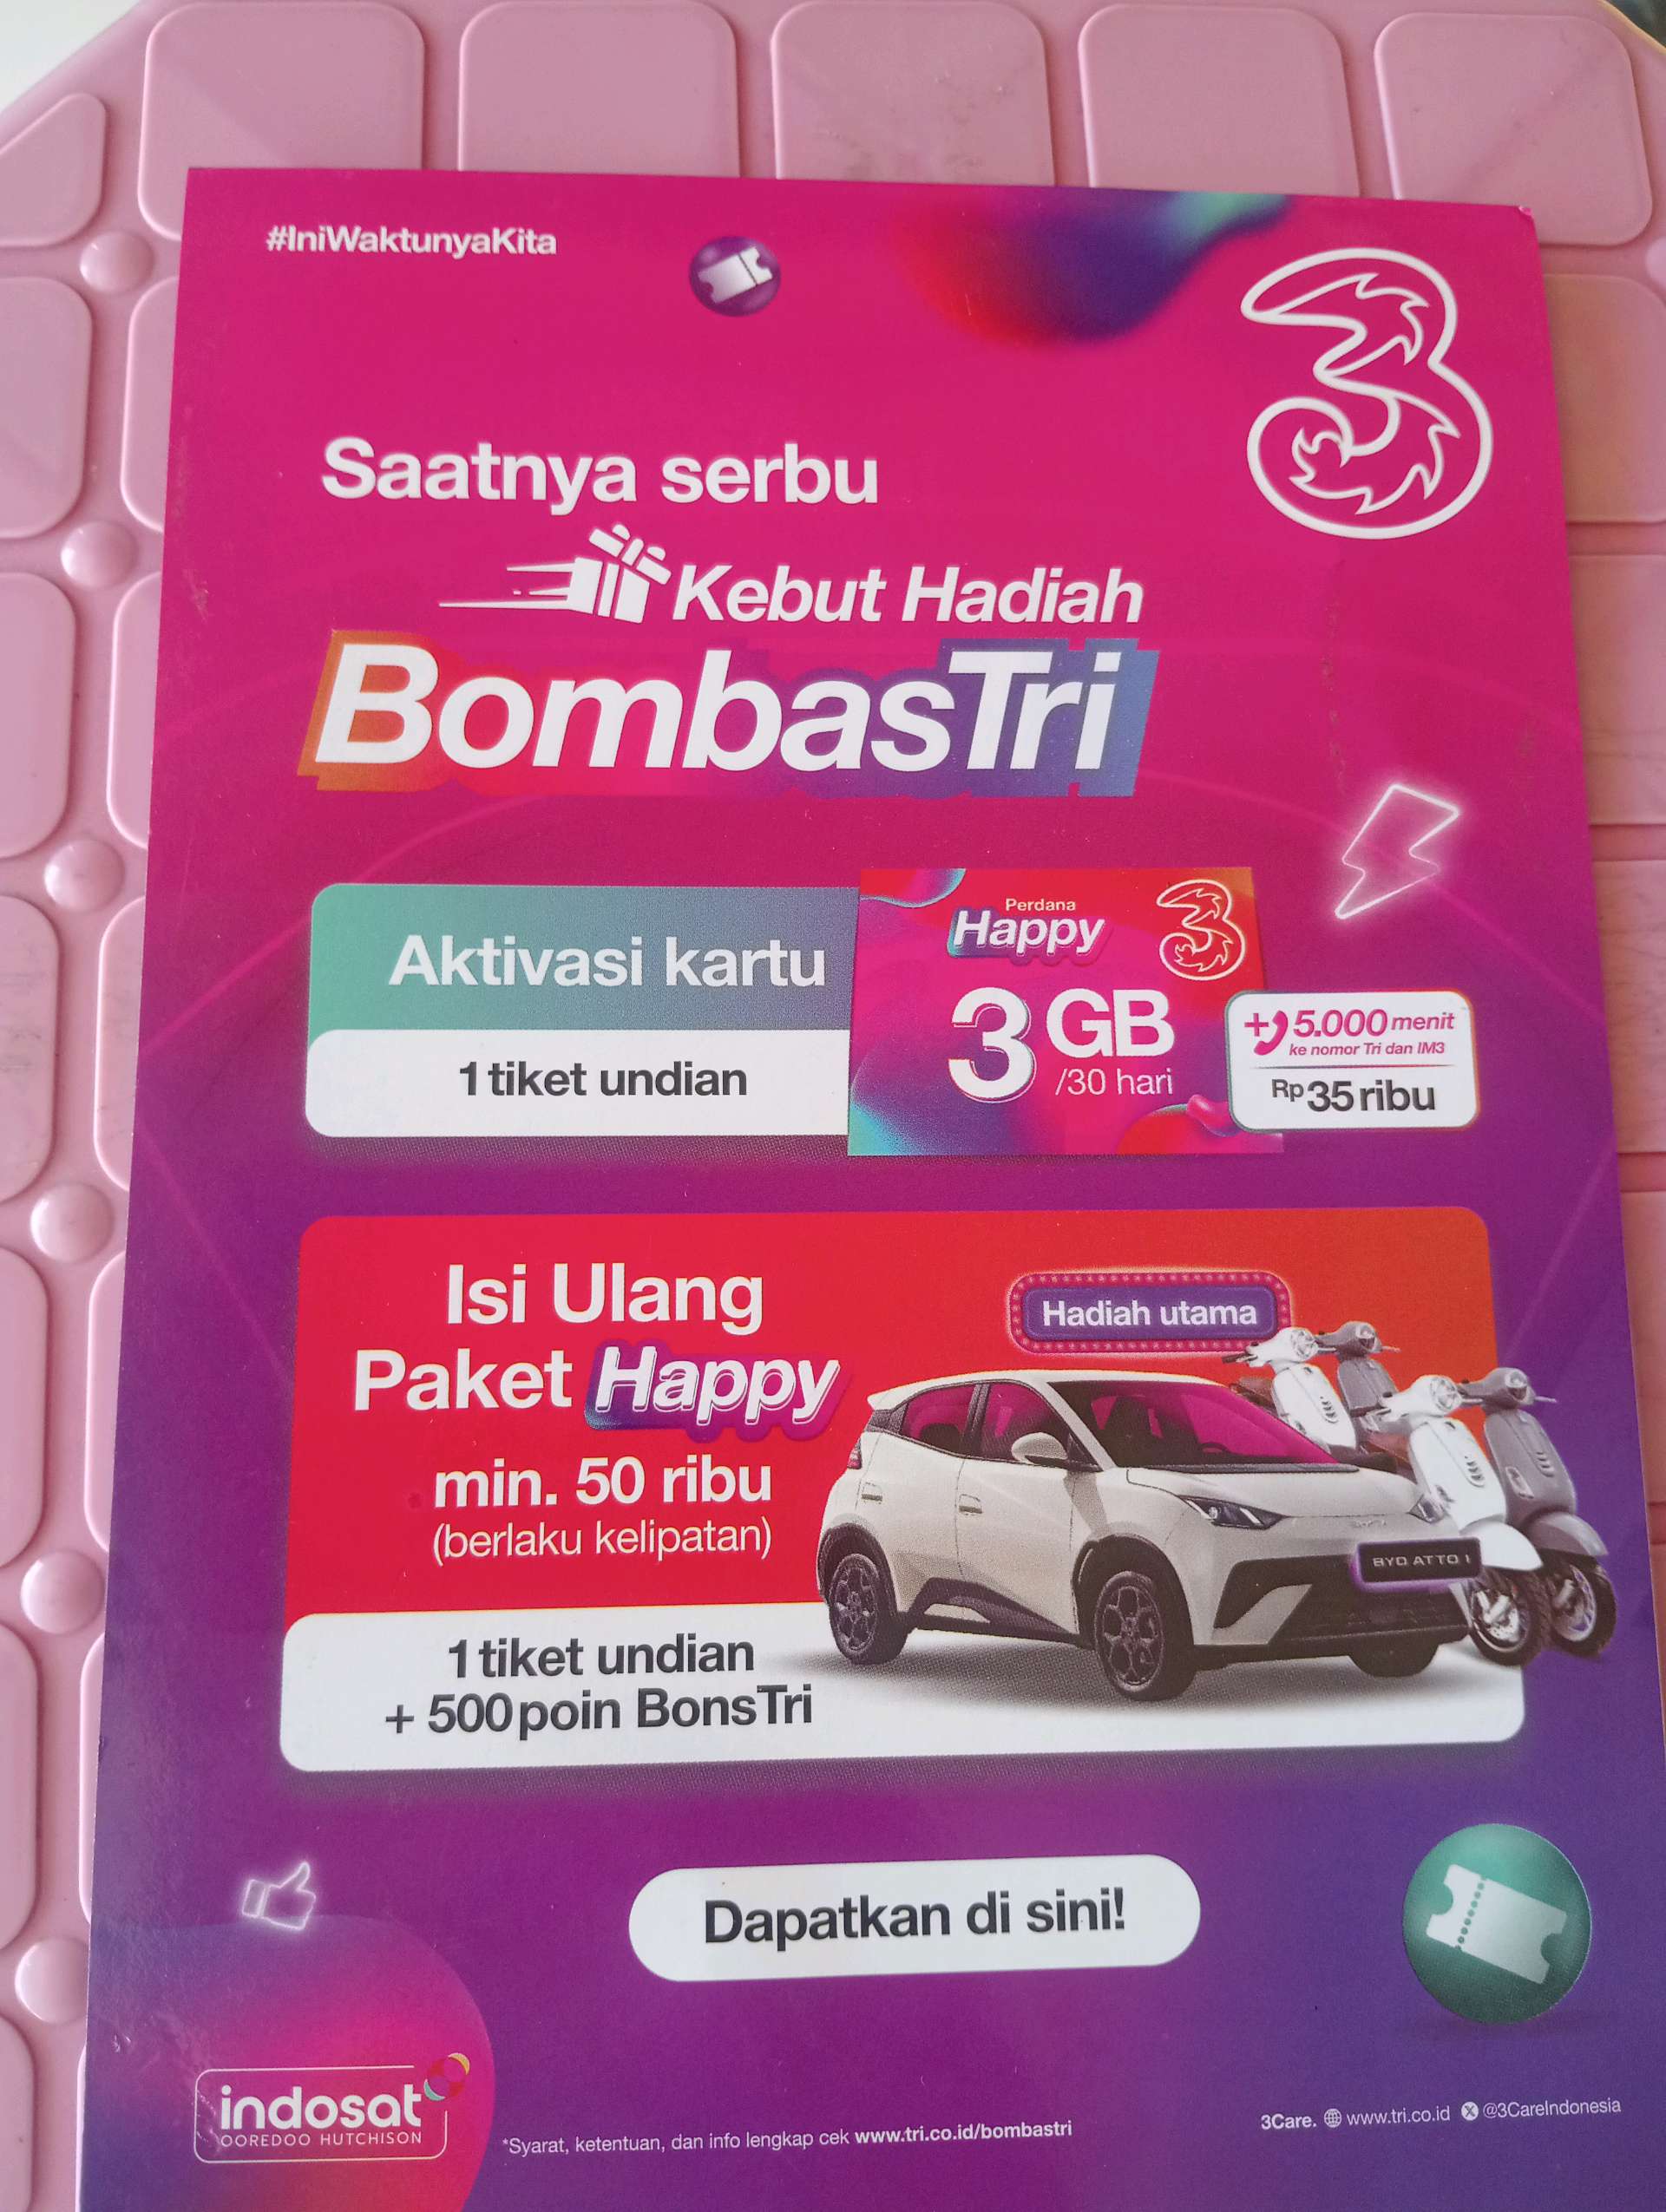 #IniWaktunyaKita
3
Saatnya serbu
Kebut Hadiah
BombasTri
Aktivasi kartu
1 tiket undian
Perdana
Happy
3
3 GB
/30 hari
+ 5.000 menit
ke nomor Tri dan IM3
Rp35 ribu
Isi Ulang
Paket Happy
min. 50 ribu
(berlaku kelipatan)
1 tiket undian
+ 500 poin BonsTri
Hadiah utama
BYD ATTO 1
Dapatkan di sini!
indosat
OOREDOO HUTCHISON
*Syarat, ketentuan, dan info lengkap cek www.tri.co.id/bombastri
3Care. www.tri.co.id X @3CareIndonesia